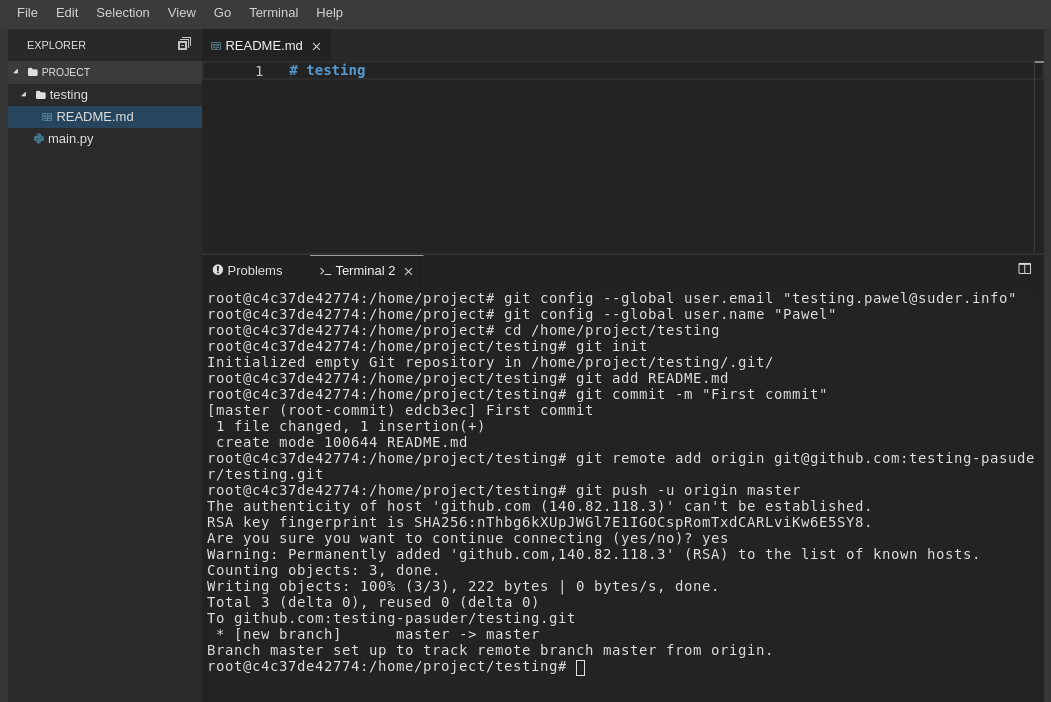 File Edit Selection View Go Terminal Help
EXPLORER
PROJECT
testing
README.md
main.py
README.md ×
1 # testing
Problems
>_ Terminal 2 ×
root@c4c37de42774:/home/project# git config --global user.email "testing.pawel@suder.info"
root@c4c37de42774:/home/project# git config --global user.name "Pawel"
root@c4c37de42774:/home/project# cd /home/project/testing
root@c4c37de42774:/home/project/testing# git init
Initialized empty Git repository in /home/project/testing/.git/
root@c4c37de42774:/home/project/testing# git add README.md
root@c4c37de42774:/home/project/testing# git commit -m "First commit"
[master (root-commit) edcb3ec] First commit
 1 file changed, 1 insertion(+)
 create mode 100644 README.md
root@c4c37de42774:/home/project/testing# git remote add origin git@github.com:testing-pasude
r/testing.git
root@c4c37de42774:/home/project/testing# git push -u origin master
The authenticity of host 'github.com (140.82.118.3)' can't be established.
RSA key fingerprint is SHA256:nThbg6kXUpJWGl7E1IGOCspRomTxdCARLviKw6E5SY8.
Are you sure you want to continue connecting (yes/no)? yes
Warning: Permanently added 'github.com,140.82.118.3' (RSA) to the list of known hosts.
Counting objects: 3, done.
Writing objects: 100% (3/3), 222 bytes | 0 bytes/s, done.
Total 3 (delta 0), reused 0 (delta 0)
To github.com:testing-pasuder/testing.git
 * [new branch]      master -> master
Branch master set up to track remote branch master from origin.
root@c4c37de42774:/home/project/testing#